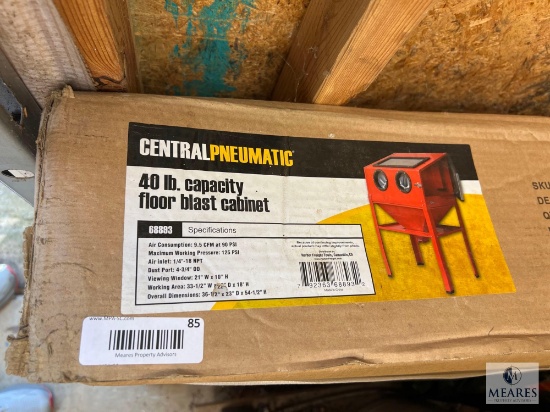 CENTRALPNEUMATIC
40 lb. capacity
floor blast cabinet
68893 Specifications
Air Consumption: 9.5 CFM at 90 PSI
Maximum Working Pressure: 125 PSI
Air Inlet: 1/4"-18 NPT
Dust Port: 4-3/4" OD
Viewing Window: 21" W x 10" H
Working Area: 33-1/2" W D x 18" H
Overall Dimensions: 36-1/2" x 23" D x 54-1/2" H
SKU
DE
85
Meares Property Advisors
M
MEARES